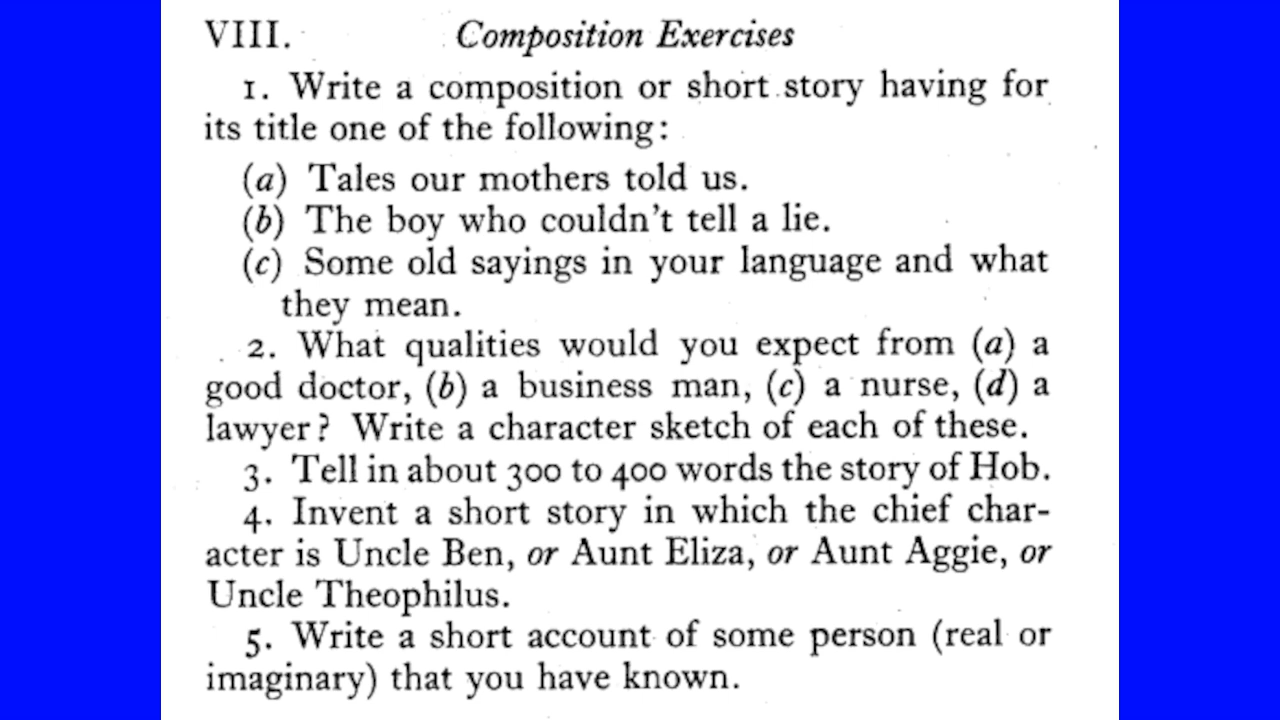 VIII. Composition Exercises
1. Write a composition or short story having for
its title one of the following:
(a) Tales our mothers told us.
(b) The boy who couldn't tell a lie.
(c) Some old sayings in your language and what
they mean.
2. What qualities would you expect from (a) a
good doctor, (b) a business man, (c) a nurse, (d) a
lawyer? Write a character sketch of each of these.
3. Tell in about 300 to 400 words the story of Hob.
4. Invent a short story in which the chief char-
acter is Uncle Ben, or Aunt Eliza, or Aunt Aggie, or
Uncle Theophilus.
5. Write a short account of some person (real or
imaginary) that you have known.